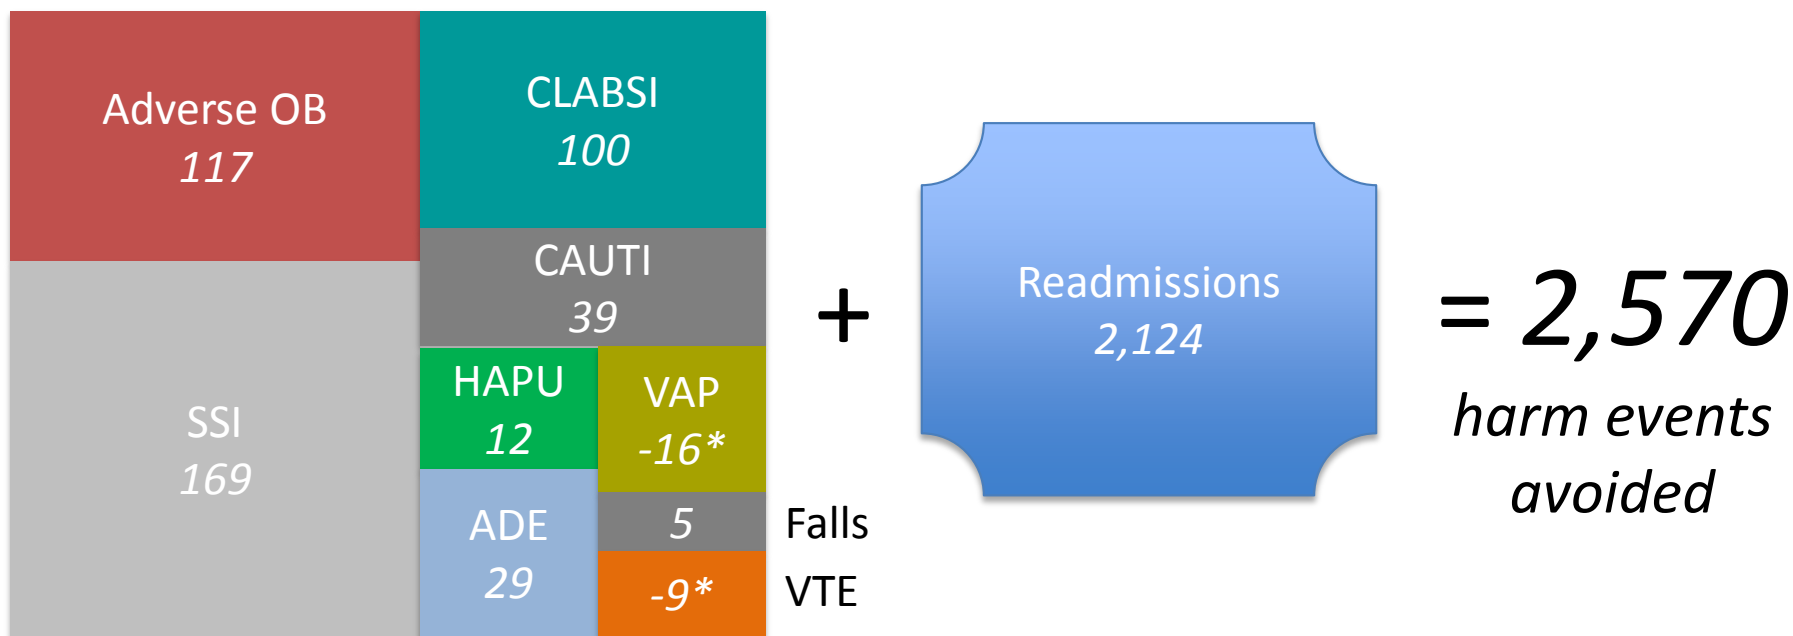 Adverse OB
117
CLABSI
100
CAUTI
39
SSI
169
HAPU
12
VAP
-16*
ADE
29
5
Falls
-9*
VTE
+
Readmissions
2,124
= 2,570
harm events
avoided